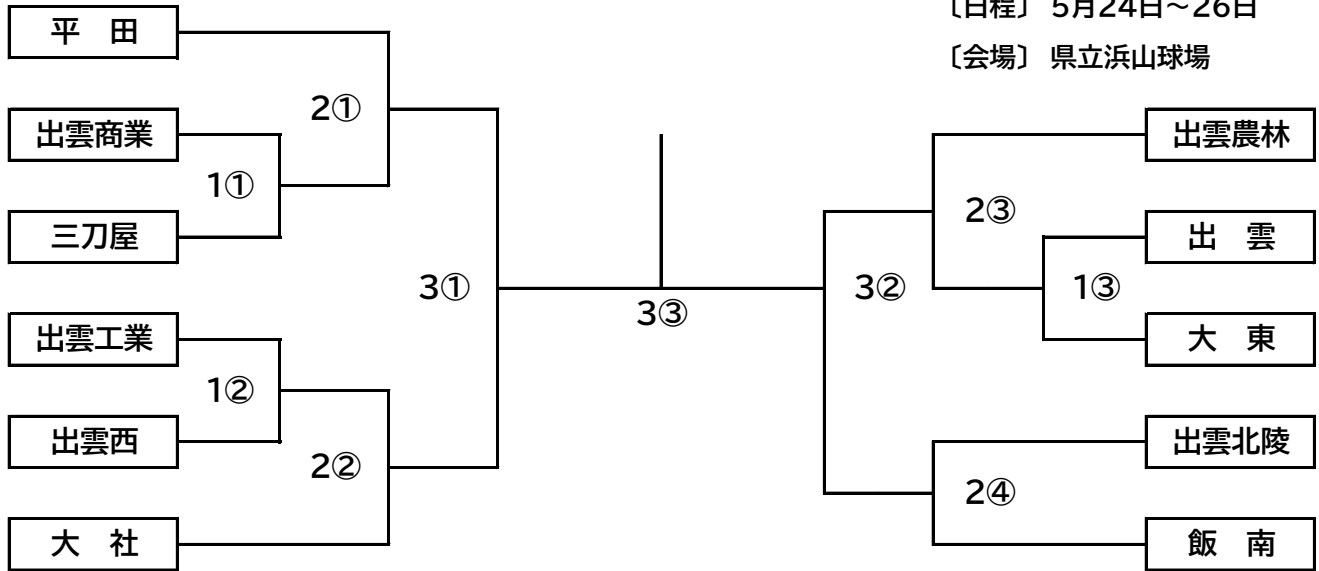 〔日程〕 5月24日～26日
〔会場〕 県立浜山球場
平　田
出雲商業
三刀屋
出雲工業
出雲西
大　社
2①
1①
3①
1②
2②
3③
3②
2③
1③
2④
出雲農林
出　雲
大　東
出雲北陵
飯　南